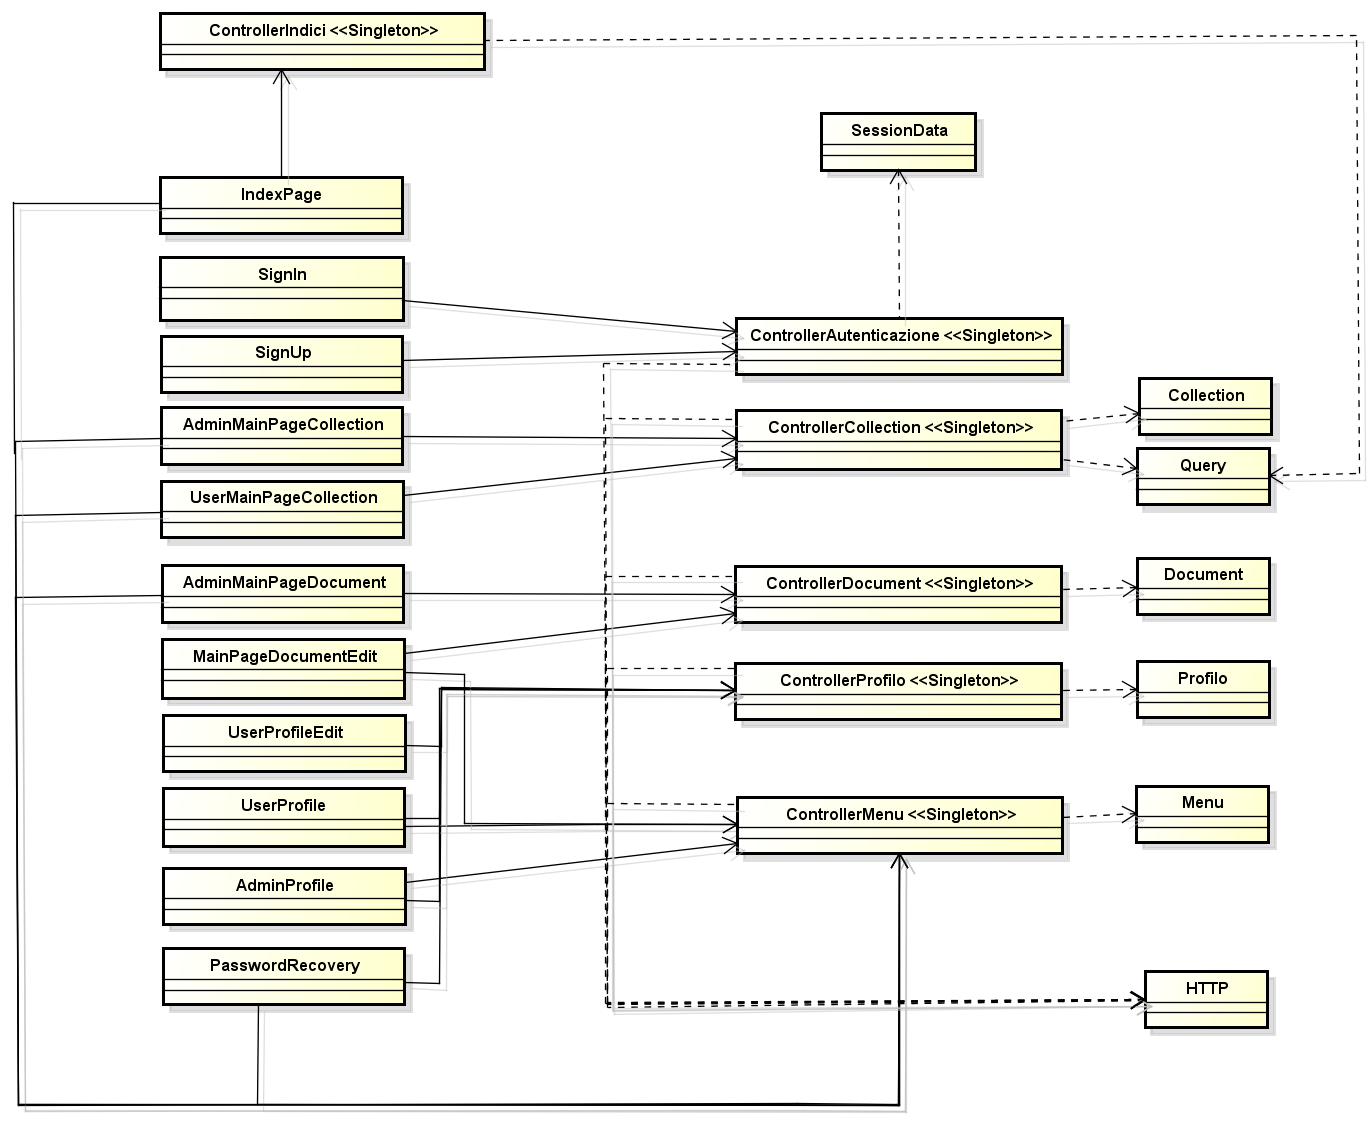 ControllerIndici <<Singleton>>
SessionData
IndexPage
SignIn
ControllerAutenticazione <<Singleton>>
SignUp
Collection
AdminMainPageCollection
ControllerCollection <<Singleton>>
Query
UserMainPageCollection
Document
AdminMainPageDocument
ControllerDocument <<Singleton>>
MainPageDocumentEdit
Profilo
ControllerProfilo <<Singleton>>
UserProfileEdit
Menu
UserProfile
ControllerMenu <<Singleton>>
AdminProfile
PasswordRecovery
HTTP